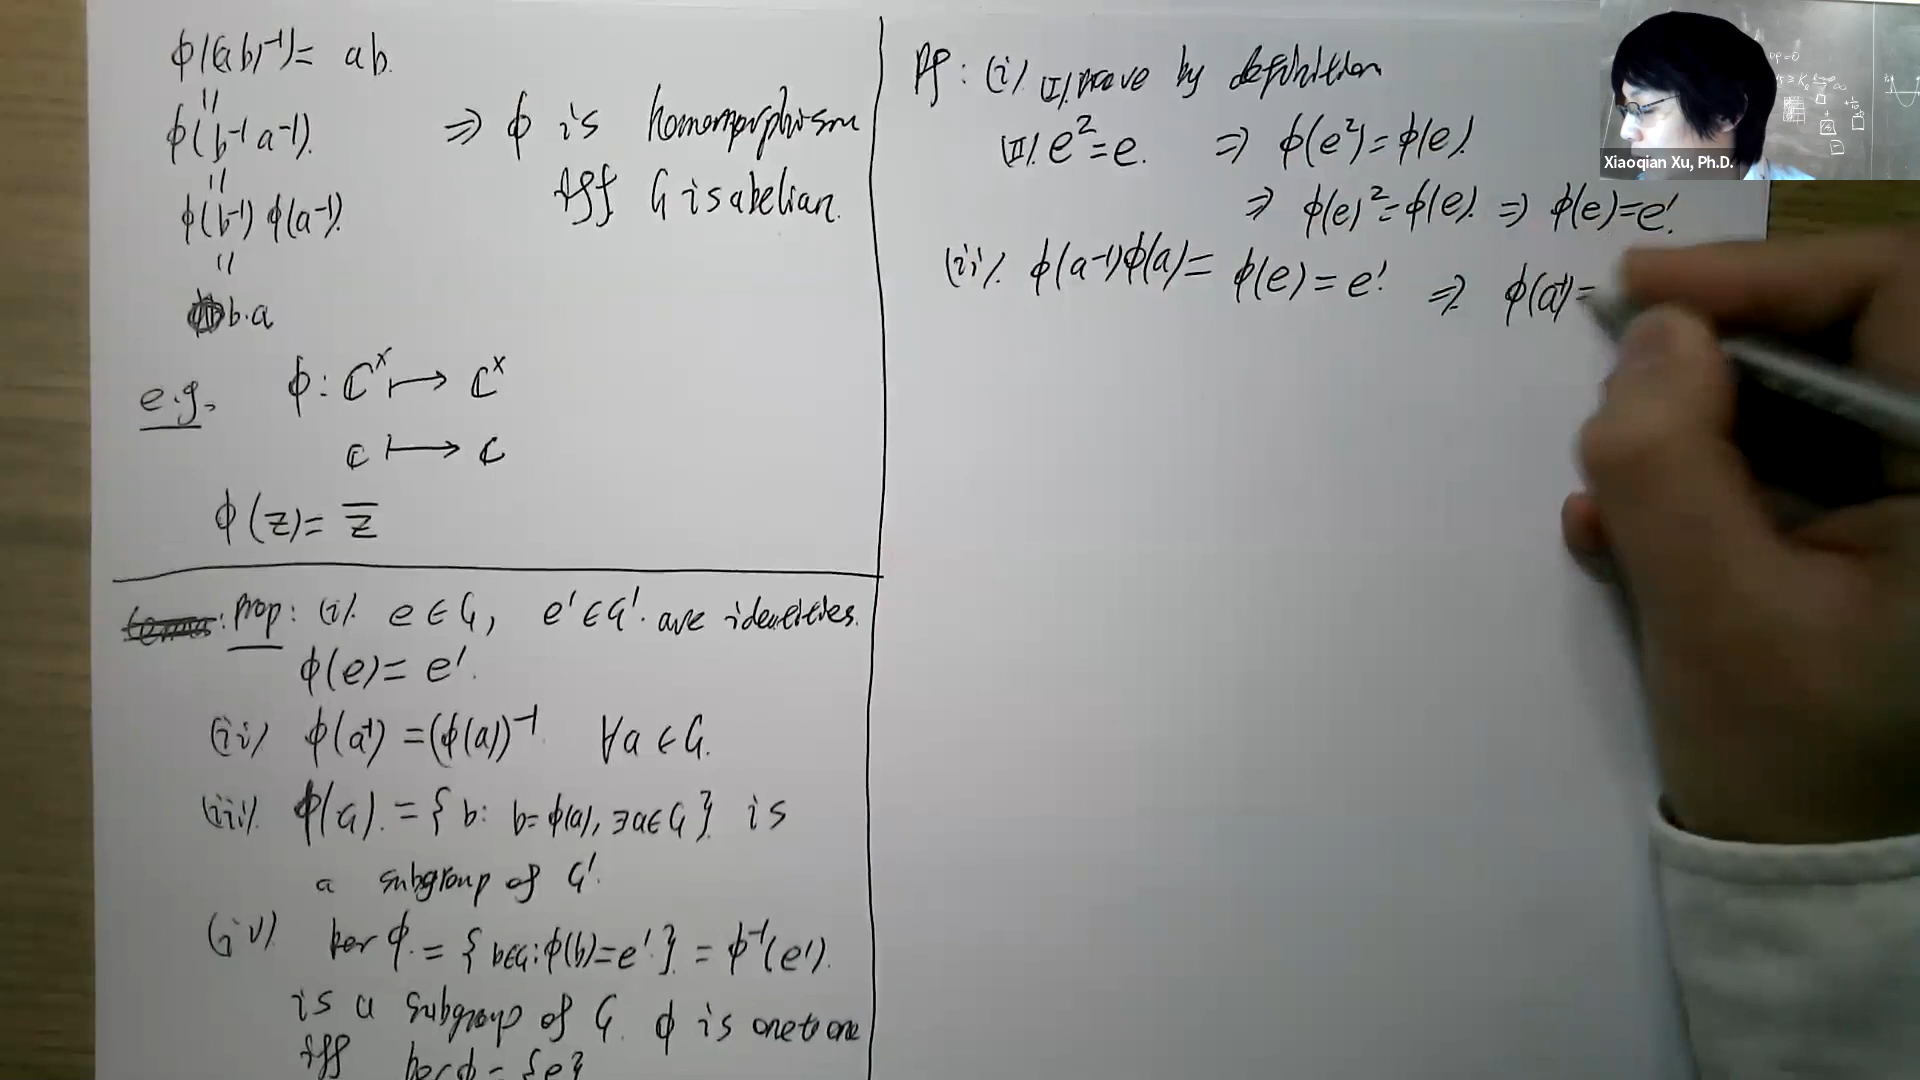 ϕ((ab)⁻¹) = ab.
||
ϕ(b⁻¹a⁻¹).
||
ϕ(b⁻¹) ϕ(a⁻¹).
||
b.a
⇒ ϕ is homomorphism
iff G is abelian.
e.g. ϕ: ℂˣ ↦ ℂˣ
ℂ ↦ ℂ
ϕ(z) = z̅
Prop: (i). e ∈ G, e' ∈ G'. are identities.
ϕ(e) = e'.
(ii) ϕ(a⁻¹) = (ϕ(a))⁻¹ ∀a ∈ G.
(iii). ϕ(G). = { b: b = ϕ(a), ∃a∈G } is
a subgroup of G'.
(iv). ker ϕ. = { b∈G: ϕ(b) = e'. } = ϕ⁻¹(e').
is a subgroup of G. ϕ is one to one
iff ker ϕ = {e}
Pf: (i). (I). prove by definition
(II). e² = e. ⇒ ϕ(e²) = ϕ(e).
⇒ ϕ(e)² = ϕ(e). ⇒ ϕ(e) = e'.
(ii). ϕ(a⁻¹)ϕ(a) = ϕ(e) = e'. ⇒ ϕ(a⁻¹) =
Xiaoqian Xu, Ph.D.